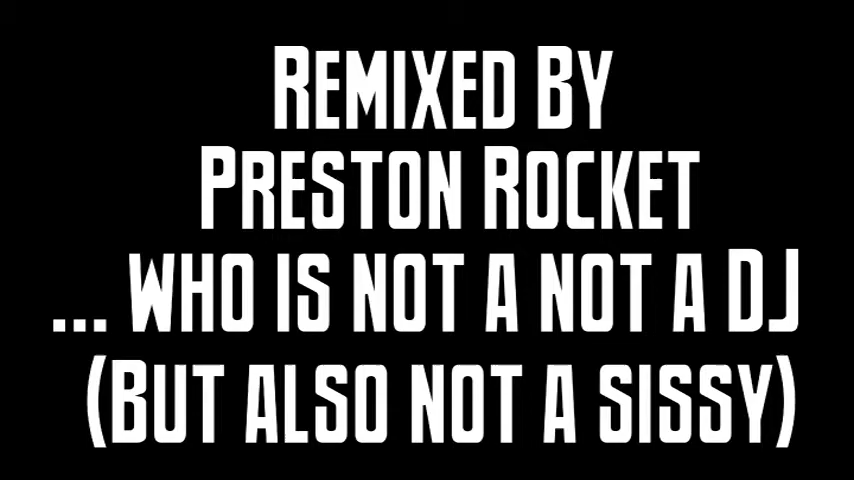 Remixed By
Preston Rocket
... who is not a not a DJ
(But also not a sissy)